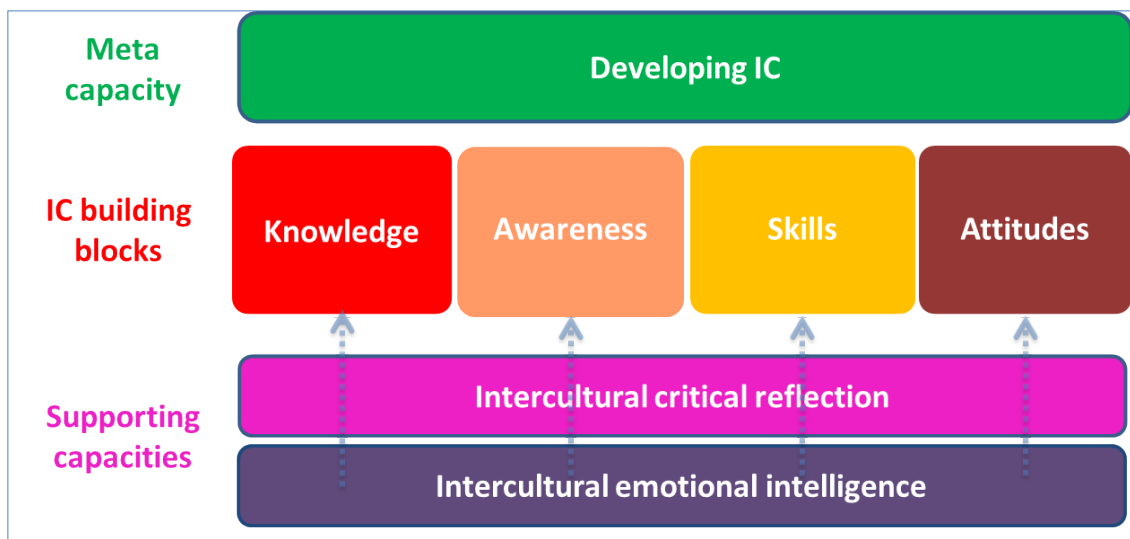 Meta
capacity
Developing IC
IC building
blocks
Knowledge
Awareness
Skills
Attitudes
Supporting
capacities
Intercultural critical reflection
Intercultural emotional intelligence